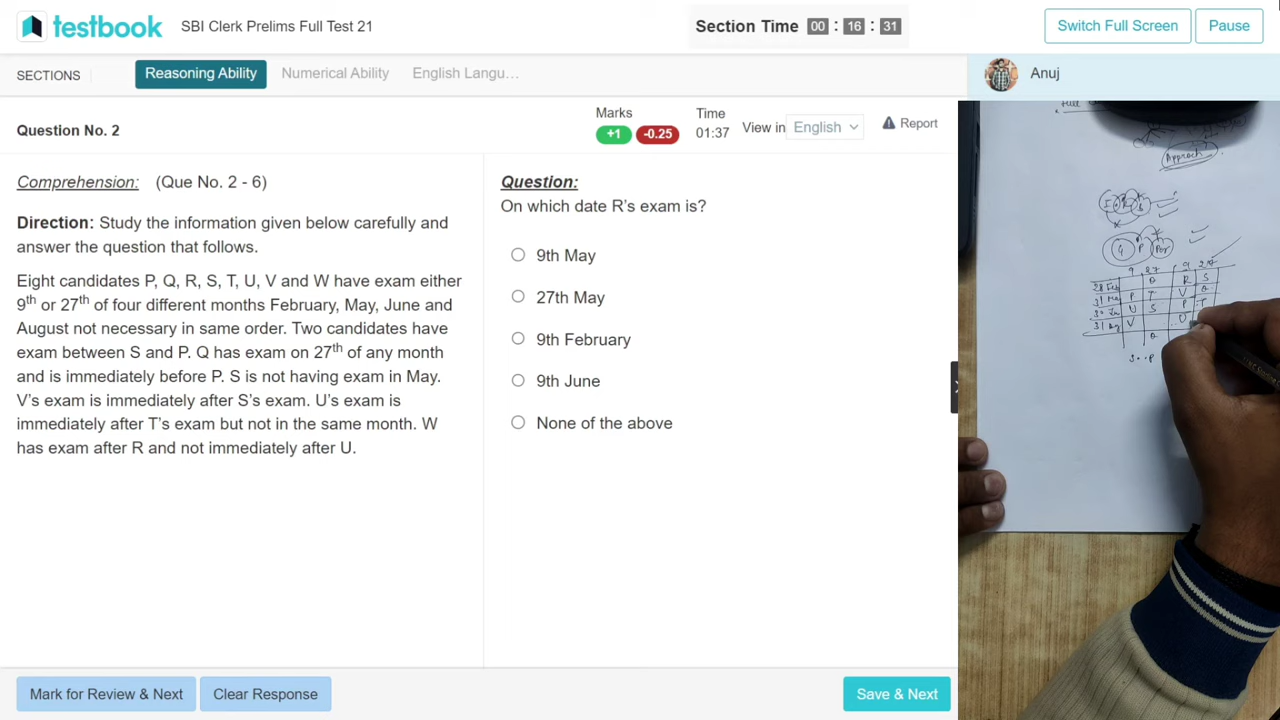 testbook
SBI Clerk Prelims Full Test 21
Section Time 00 : 16 : 31
Switch Full Screen
Pause
SECTIONS
Reasoning Ability
Numerical Ability
English Langu...
Anuj
Question No. 2
Marks
+1 -0.25
Time
01:37
View in English
Report
Comprehension: (Que No. 2 - 6)
Direction: Study the information given below carefully and
answer the question that follows.
Eight candidates P, Q, R, S, T, U, V and W have exam either
9th or 27th of four different months February, May, June and
August not necessary in same order. Two candidates have
exam between S and P. Q has exam on 27th of any month
and is immediately before P. S is not having exam in May.
V's exam is immediately after S's exam. U's exam is
immediately after T's exam but not in the same month. W
has exam after R and not immediately after U.
Question:
On which date R's exam is?
9th May
27th May
9th February
9th June
None of the above
Approach
9 27 9 27
28 Feb Q R S
P T V Q
U S P T
V U
Q
S . . P
Mark for Review & Next
Clear Response
Save & Next